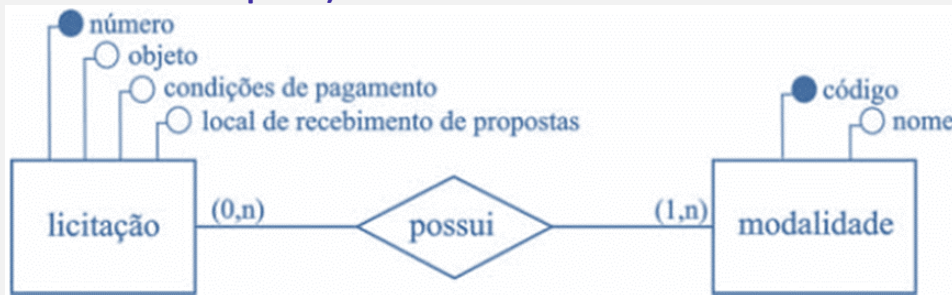 número
objeto
condições de pagamento
código
local de recebimento de propostas
nome
(0,n)
(1,n)
licitação
possui
modalidade